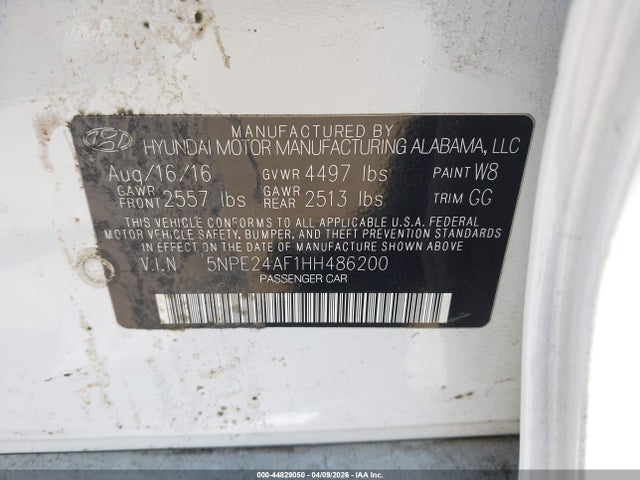 MANUFACTURED BY
HYUNDAI MOTOR MANUFACTURING ALABAMA, LLC
Aug/16/16 GVWR 4497 lbs PAINT W8
GAWR FRONT 2557 lbs GAWR REAR 2513 lbs TRIM GG
THIS VEHICLE CONFORMS TO ALL APPLICABLE U.S.A. FEDERAL
MOTOR VEHICLE SAFETY, BUMPER, AND THEFT PREVENTION
STANDARDS IN EFFECT ON THE DATE OF MANUFACTURE SHOWN ABOVE.
V.I.N 5NPE24AF1HH486200
PASSENGER CAR
000-44829050 - 04/09/2026 - IAA Inc.